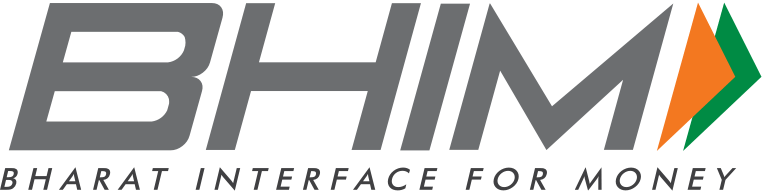 BHIM
BHARAT INTERFACE FOR MONEY